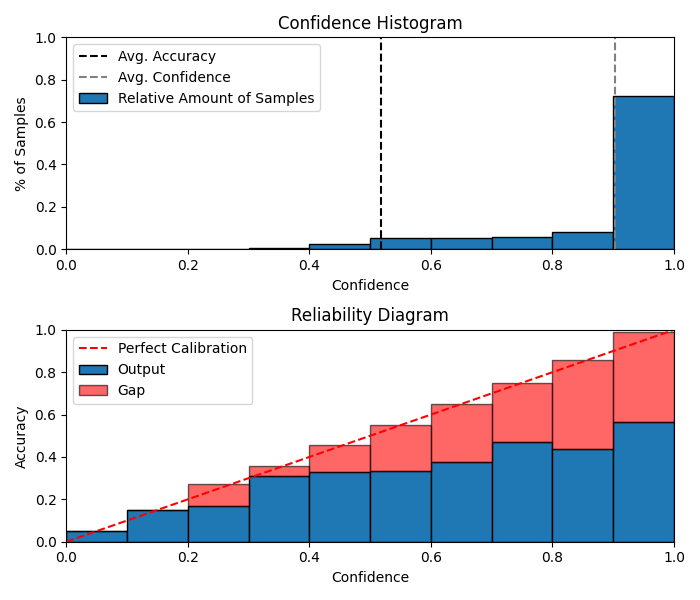 Confidence Histogram
1.0
0.8
0.6
0.4
0.2
0.0
% of Samples
Avg. Accuracy
Avg. Confidence
Relative Amount of Samples
0.0 0.2 0.4 0.6 0.8 1.0
Confidence
Reliability Diagram
1.0
0.8
0.6
0.4
0.2
0.0
Accuracy
Perfect Calibration
Output
Gap
0.0 0.2 0.4 0.6 0.8 1.0
Confidence